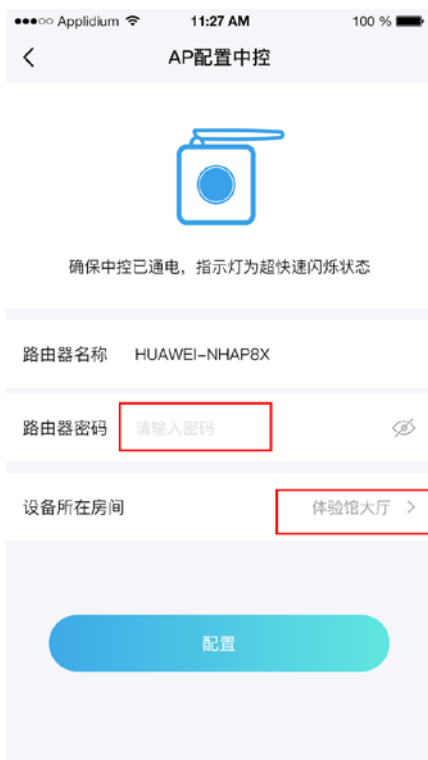 Applidium 11:27 AM 100 %
AP配置中控
确保中控已通电，指示灯为超快速闪烁状态
路由器名称 HUAWEI-NHAP8X
路由器密码 请输入密码
设备所在房间 体验馆大厅
配置